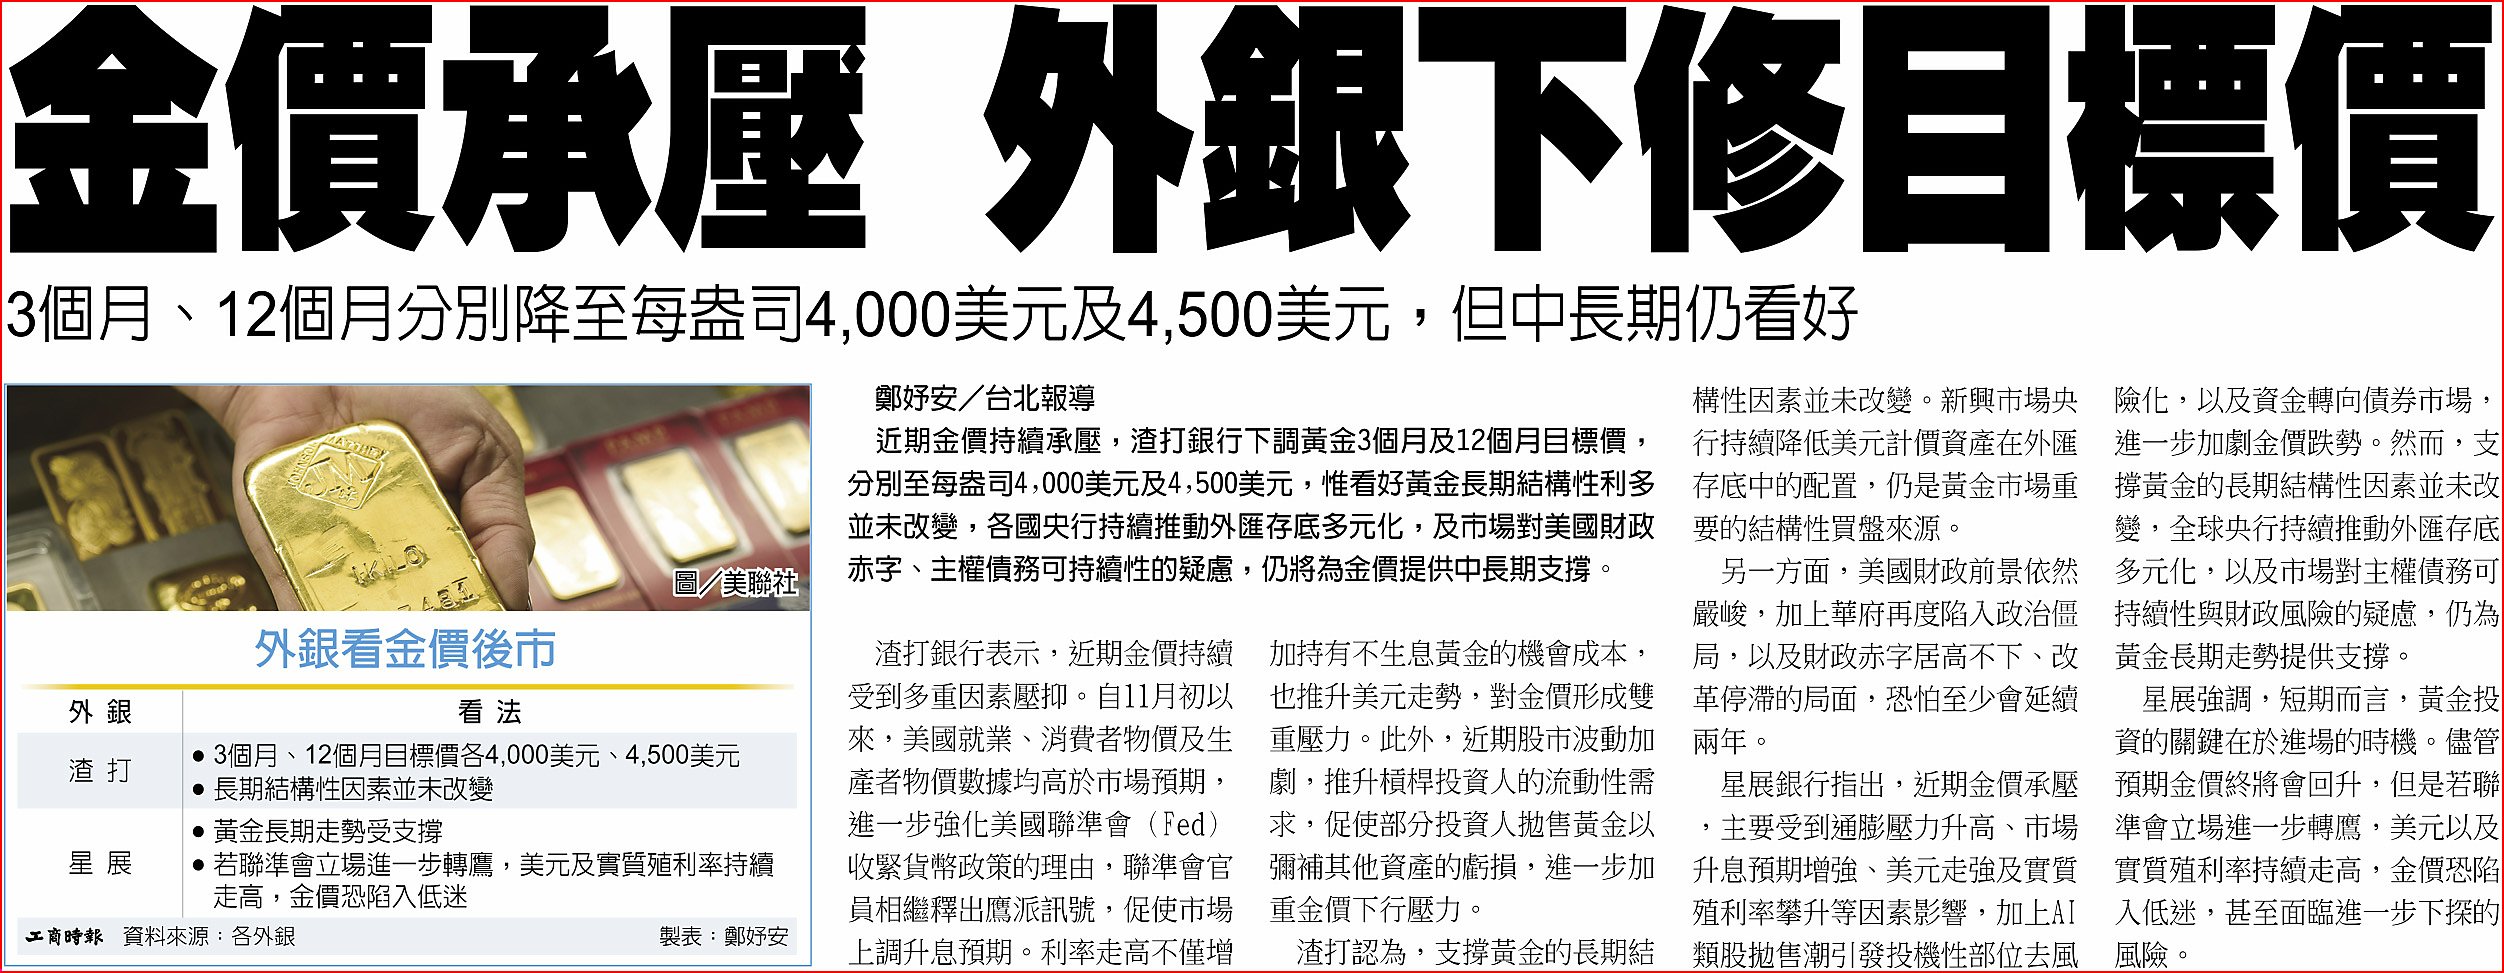 金價承壓 外銀下修目標價
3個月、12個月分別降至每盎司4,000美元及4,500美元，但中長期仍看好
圖／美聯社
外銀看金價後市
外銀 看法
渣打
●3個月、12個月目標價各4,000美元、4,500美元
●長期結構性因素並未改變
星展
●黃金長期走勢受支撐
●若聯準會立場進一步轉鷹，美元及實質殖利率持續
走高，金價恐陷入低迷
工商時報 資料來源：各外銀 製表：鄭妤安
鄭妤安／台北報導
近期金價持續承壓，渣打銀行下調黃金3個月及12個月目標價，
分別至每盎司4,000美元及4,500美元，惟看好黃金長期結構性利多
並未改變，各國央行持續推動外匯存底多元化，及市場對美國財政
赤字、主權債務可持續性的疑慮，仍將為金價提供中長期支撐。
渣打銀行表示，近期金價持續
受到多重因素壓抑。自11月初以
來，美國就業、消費者物價及生
產者物價數據均高於市場預期，
進一步強化美國聯準會（Fed）
收緊貨幣政策的理由，聯準會官
員相繼釋出鷹派訊號，促使市場
上調升息預期。利率走高不僅增
加持有不生息黃金的機會成本，
也推升美元走勢，對金價形成雙
重壓力。此外，近期股市波動加
劇，推升槓桿投資人的流動性需
求，促使部分投資人拋售黃金以
彌補其他資產的虧損，進一步加
重金價下行壓力。
渣打認為，支撐黃金的長期結
構性因素並未改變。新興市場央
行持續降低美元計價資產在外匯
存底中的配置，仍是黃金市場重
要的結構性買盤來源。
另一方面，美國財政前景依然
嚴峻，加上華府再度陷入政治僵
局，以及財政赤字居高不下、改
革停滯的局面，恐怕至少會延續
兩年。
星展銀行指出，近期金價承壓
，主要受到通膨壓力升高、市場
升息預期增強、美元走強及實質
殖利率攀升等因素影響，加上AI
類股拋售潮引發投機性部位去風
險化，以及資金轉向債券市場，
進一步加劇金價跌勢。然而，支
撐黃金的長期結構性因素並未改
變，全球央行持續推動外匯存底
多元化，以及市場對主權債務可
持續性與財政風險的疑慮，仍為
黃金長期走勢提供支撐。
星展強調，短期而言，黃金投
資的關鍵在於進場的時機。儘管
預期金價終將會回升，但是若聯
準會立場進一步轉鷹，美元以及
實質殖利率持續走高，金價恐陷
入低迷，甚至面臨進一步下探的
風險。